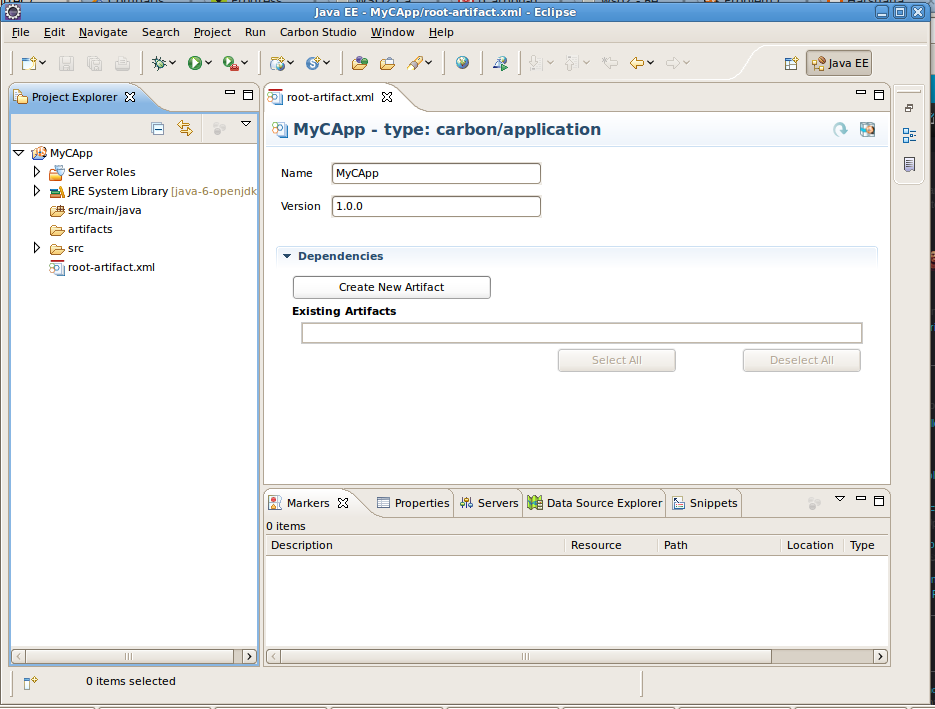 Java EE - MyCApp/root-artifact.xml - Eclipse
File Edit Navigate Search Project Run Carbon Studio Window Help
Java EE
Project Explorer
MyCApp
Server Roles
JRE System Library [java-6-openjdk
src/main/java
artifacts
src
root-artifact.xml
root-artifact.xml
MyCApp - type: carbon/application
Name MyCApp
Version 1.0.0
Dependencies
Create New Artifact
Existing Artifacts
Select All Deselect All
Markers Properties Servers Data Source Explorer Snippets
0 items
Description Resource Path Location Type
0 items selected